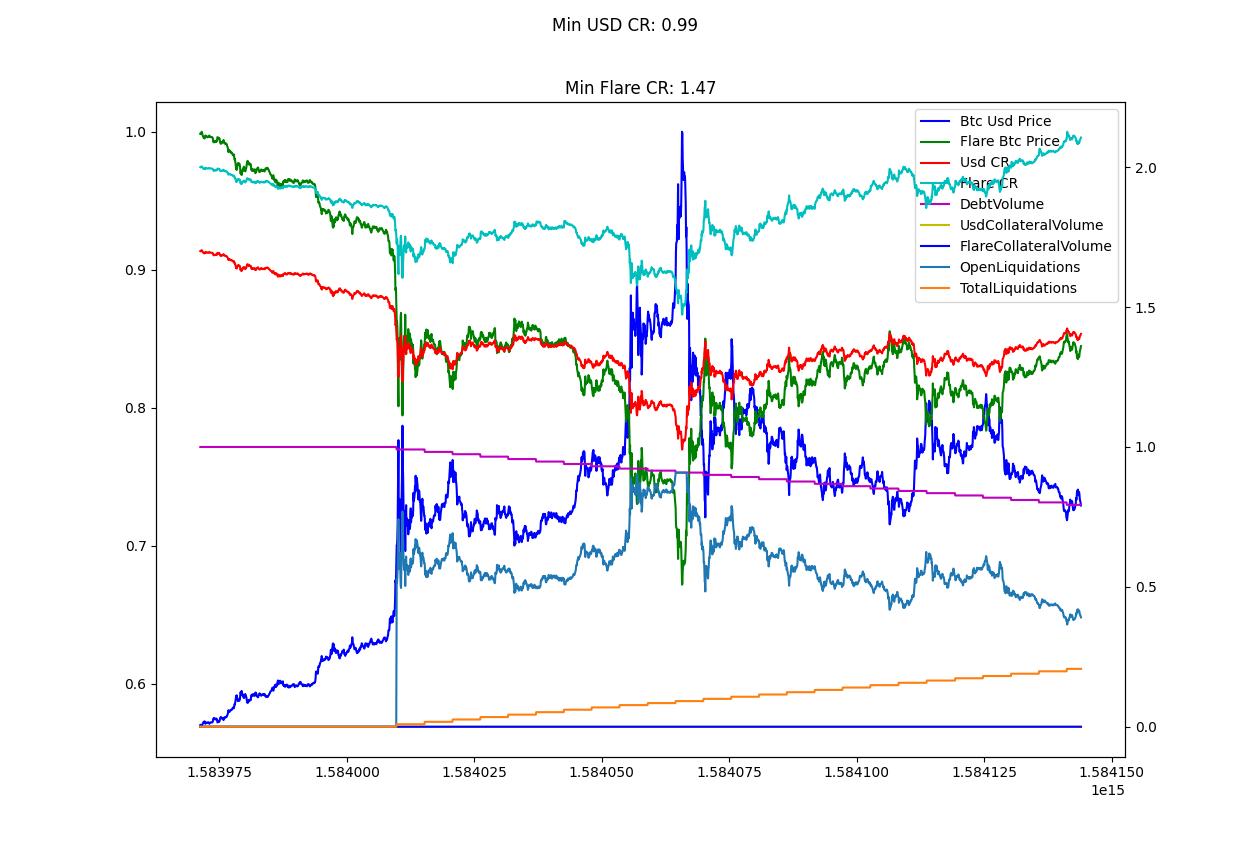 Min USD CR: 0.99
Min Flare CR: 1.47
Btc Usd Price
Flare Btc Price
Usd CR
Flare CR
DebtVolume
UsdCollateralVolume
FlareCollateralVolume
OpenLiquidations
TotalLiquidations
1.0
0.9
0.8
0.7
0.6
2.0
1.5
1.0
0.5
0.0
1.583975 1.584000 1.584025 1.584050 1.584075 1.584100 1.584125 1.584150
1e15